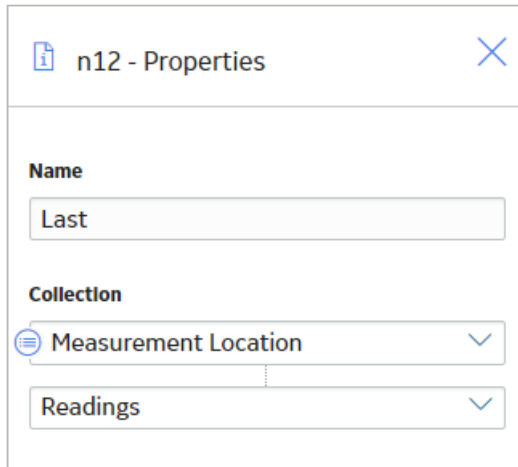 n12 - Properties
Name
Last
Collection
Measurement Location
Readings